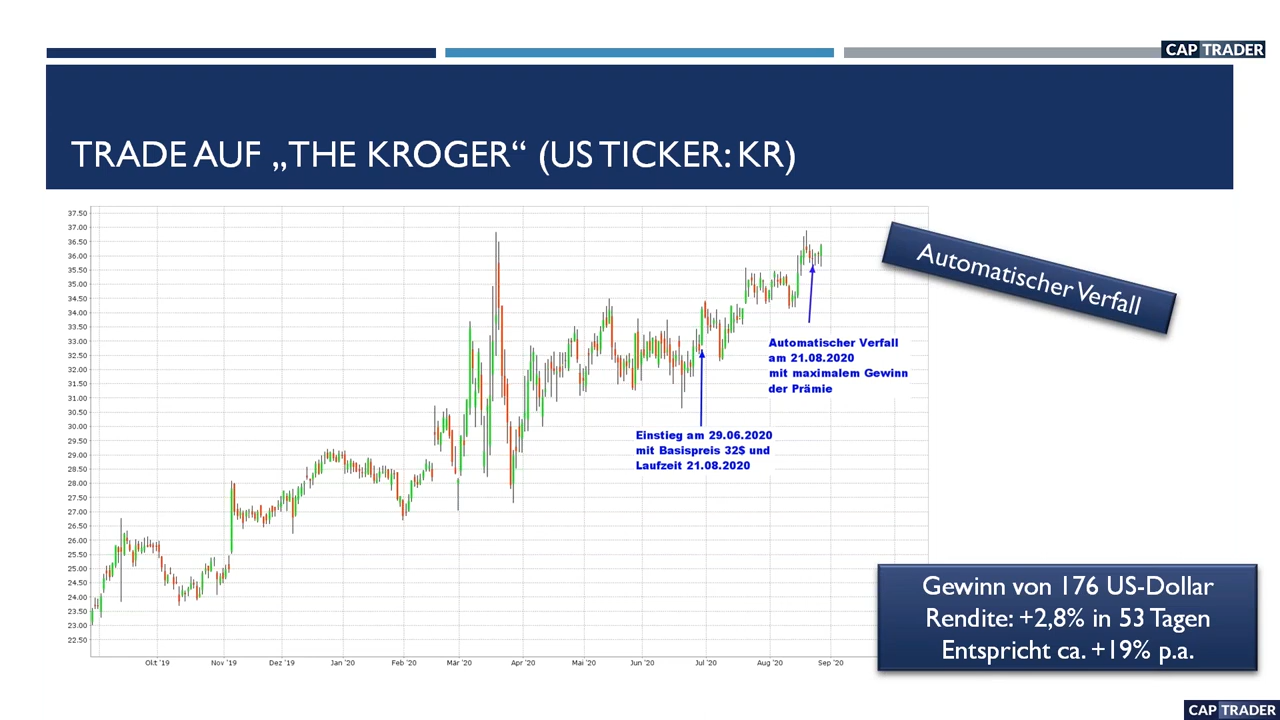 CAP TRADER
TRADE AUF „THE KROGER“ (US TICKER: KR)
37.50
37.00
36.50
36.00
35.50
35.00
34.50
34.00
33.50
33.00
32.50
32.00
31.50
31.00
30.50
30.00
29.50
29.00
28.50
28.00
27.50
27.00
26.50
26.00
25.50
25.00
24.50
24.00
23.50
23.00
22.50
Okt '19 Nov '19 Dez '19 Jan '20 Feb '20 Mär '20 Apr '20 Mai '20 Jun '20 Jul '20 Aug '20 Sep '20
Einstieg am 29.06.2020
mit Basispreis 32$ und
Laufzeit 21.08.2020
Automatischer Verfall
am 21.08.2020
mit maximalem Gewinn
der Prämie
Automatischer Verfall
Gewinn von 176 US-Dollar
Rendite: +2,8% in 53 Tagen
Entspricht ca. +19% p.a.
CAP TRADER